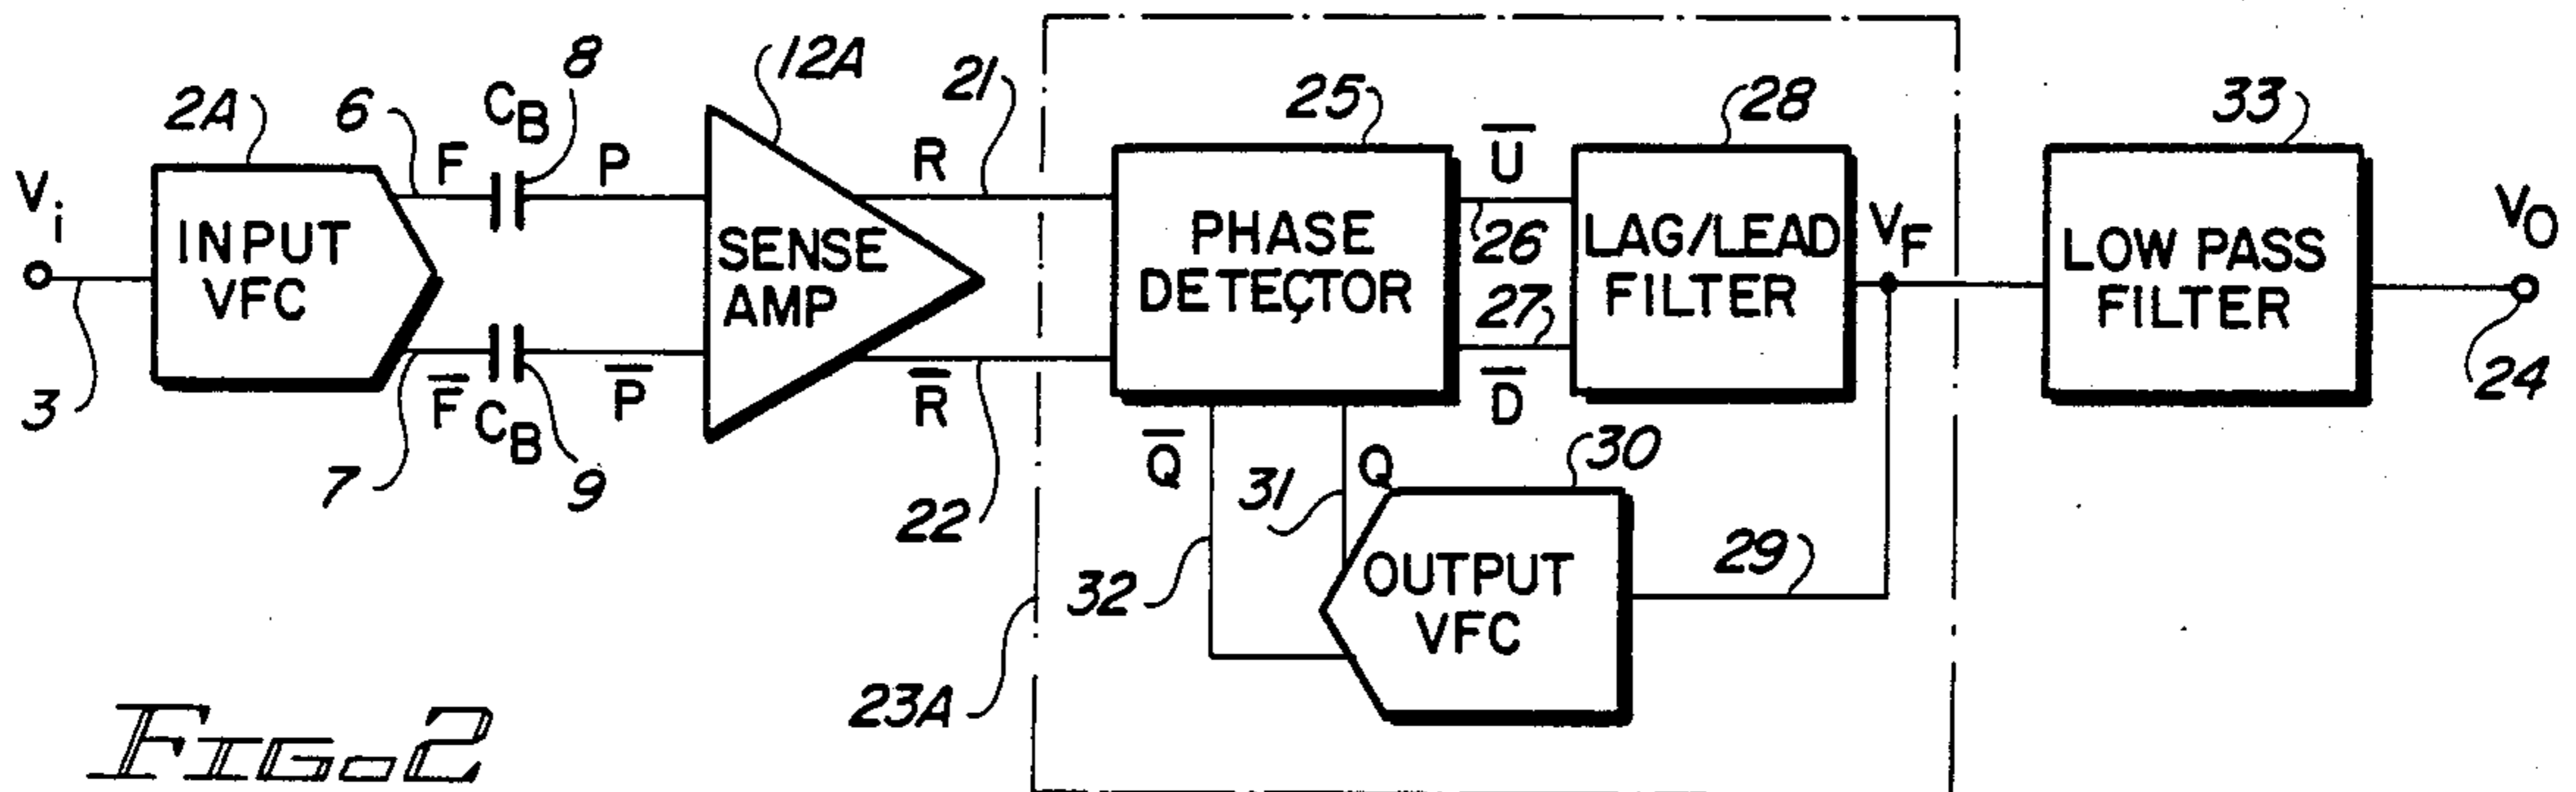 2A
6
C_B
8
12A
21
25
28
33
V_i
F
P
R
U̅
V_F
V_O
INPUT
VFC
SENSE
AMP
PHASE
DETECTOR
26
LAG/LEAD
FILTER
LOW PASS
FILTER
27
3
7
F̅
C_B
9
P̅
R̅
22
D̅
24
Q̅
31
Q
30
32
OUTPUT
VFC
29
23A
FIG-2